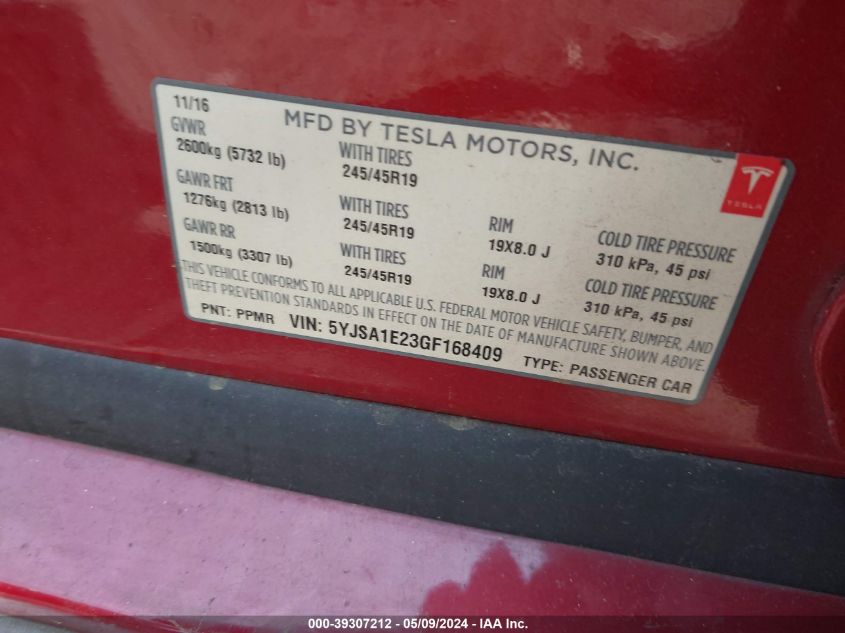 11/16
MFD BY TESLA MOTORS, INC.
GVWR
2600kg (5732 lb)
WITH TIRES
245/45R19
GAWR FRT
1276kg (2813 lb)
WITH TIRES
245/45R19
RIM
19X8.0 J
COLD TIRE PRESSURE
310 kPa, 45 psi
GAWR RR
1500kg (3307 lb)
WITH TIRES
245/45R19
RIM
19X8.0 J
COLD TIRE PRESSURE
310 kPa, 45 psi
THIS VEHICLE CONFORMS TO ALL APPLICABLE U.S. FEDERAL MOTOR VEHICLE SAFETY, BUMPER, AND
THEFT PREVENTION STANDARDS IN EFFECT ON THE DATE OF MANUFACTURE SHOWN ABOVE.
PNT: PPMR VIN: 5YJSA1E23GF168409 TYPE: PASSENGER CAR
TESLA
000-39307212 - 05/09/2024 - IAA Inc.